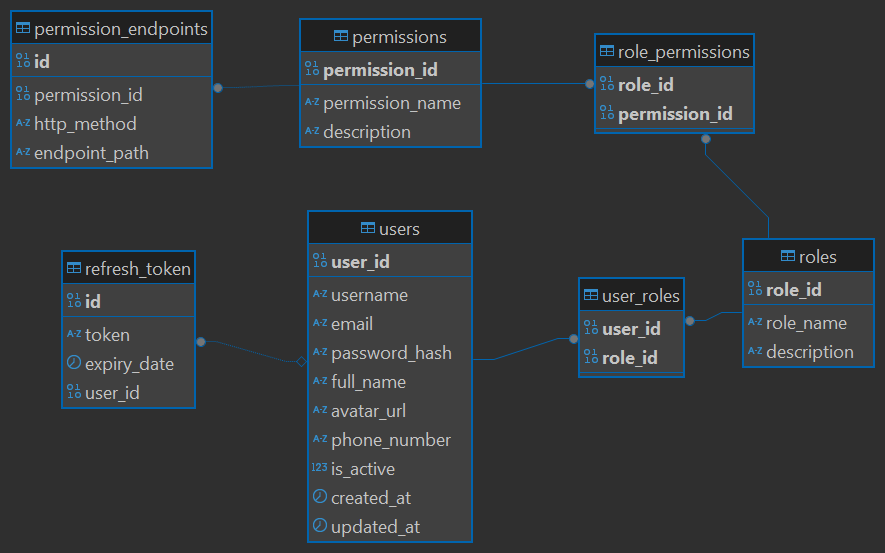 permission_endpoints
id
permission_id
http_method
endpoint_path
permissions
permission_id
permission_name
description
role_permissions
role_id
permission_id
refresh_token
id
token
expiry_date
user_id
users
user_id
username
email
password_hash
full_name
avatar_url
phone_number
123 is_active
created_at
updated_at
user_roles
user_id
role_id
roles
role_id
role_name
description